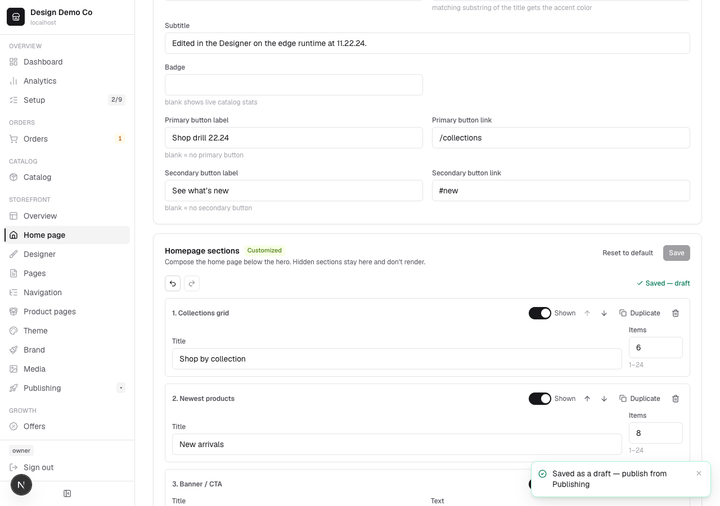 Design Demo Co
localhost
OVERVIEW
Dashboard
Analytics
Setup 2/9
ORDERS
Orders 1
CATALOG
Catalog
STOREFRONT
Overview
Home page
Designer
Pages
Navigation
Product pages
Theme
Brand
Media
Publishing
GROWTH
Offers
owner
Sign out
N
matching substring of the title gets the accent color
Subtitle
Edited in the Designer on the edge runtime at 11.22.24.
Badge
blank shows live catalog stats
Primary button label Primary button link
Shop drill 22.24 /collections
blank = no primary button
Secondary button label Secondary button link
See what's new #new
blank = no secondary button
Homepage sections Customized
Compose the home page below the hero. Hidden sections stay here and don't render.
Reset to default Save
Saved — draft
1. Collections grid Shown Duplicate
Title Items
Shop by collection 6
1–24
2. Newest products Shown Duplicate
Title Items
New arrivals 8
1–24
3. Banner / CTA
Title Text
Saved as a draft — publish from
Publishing